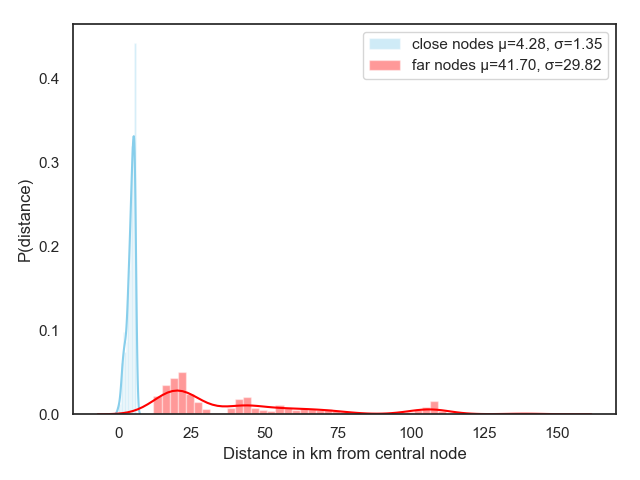 close nodes μ=4.28, σ=1.35
far nodes μ=41.70, σ=29.82
P(distance)
0.4
0.3
0.2
0.1
0.0
0 25 50 75 100 125 150
Distance in km from central node